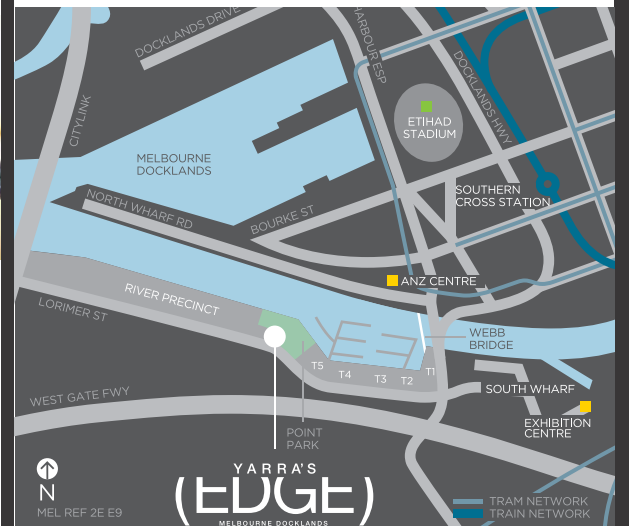 DOCKLANDS DRIVE
HARBOUR ESP
DOCKLANDS HWY
CITYLINK
ETIHAD
STADIUM
MELBOURNE
DOCKLANDS
SOUTHERN
CROSS STATION
NORTH WHARF RD
BOURKE ST
ANZ CENTRE
RIVER PRECINCT
LORIMER ST
WEBB
BRIDGE
T5
T4
T3
T2
T1
SOUTH WHARF
WEST GATE FWY
EXHIBITION
CENTRE
POINT
PARK
N
MEL REF 2E E9
YARRA'S
(EDGE)
MELBOURNE DOCKLANDS
TRAM NETWORK
TRAIN NETWORK